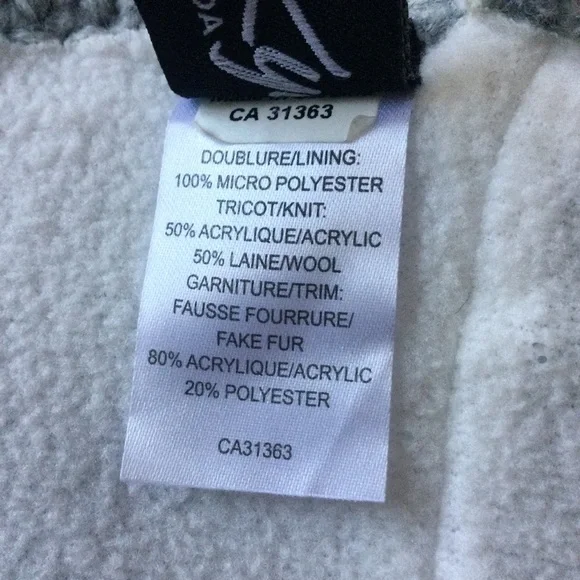 CA 31363
DOUBLURE/LINING:
100% MICRO POLYESTER
TRICOT/KNIT:
50% ACRYLIQUE/ACRYLIC
50% LAINE/WOOL
GARNITURE/TRIM:
FAUSSE FOURRURE/
FAKE FUR
80% ACRYLIQUE/ACRYLIC
20% POLYESTER
CA31363